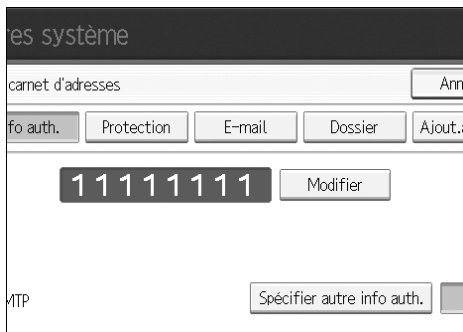 res système
carnet d'adresses Ann
fo auth. Protection E-mail Dossier Ajout.
11111111 Modifier
MTP Spécifier autre info auth.